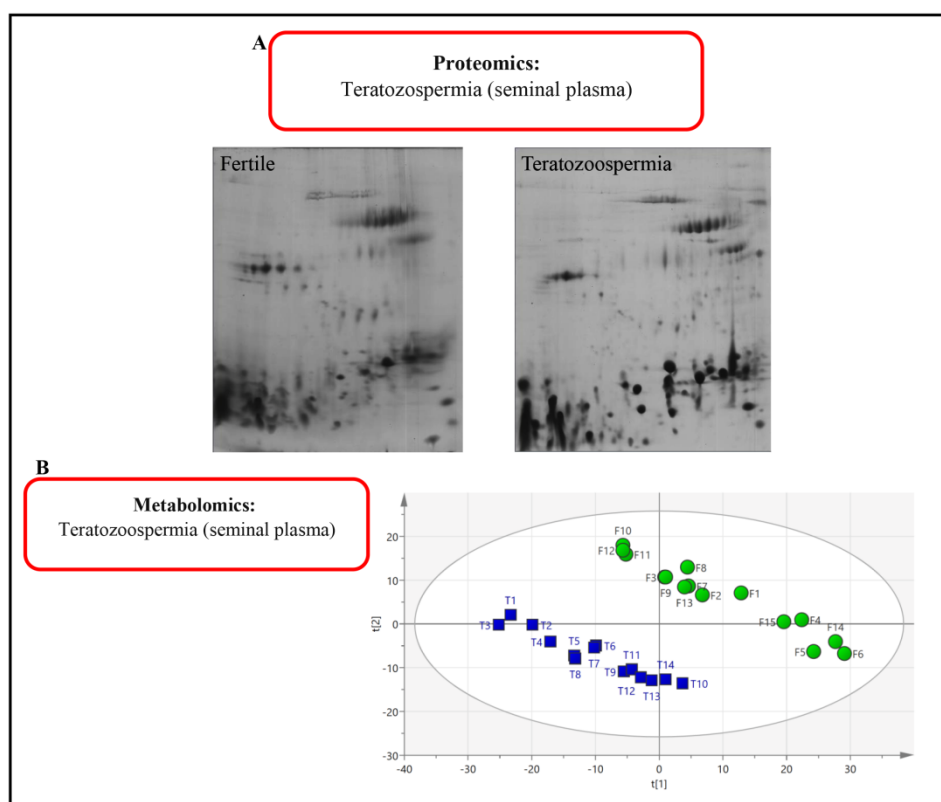 A
Proteomics:
Teratozospermia (seminal plasma)
Fertile
Teratozoospermia
B
Metabolomics:
Teratozoospermia (seminal plasma)
20
10
0
-10
-20
-30
t[2]
-40
-30
-20
-10
0
10
20
30
t[1]
F10
F12
F11
F3
F8
F9
F7
F13
F2
F1
F15
F4
F14
F5
F6
T1
T3
T2
T4
T5
T6
T7
T8
T9
T11
T14
T12
T13
T10